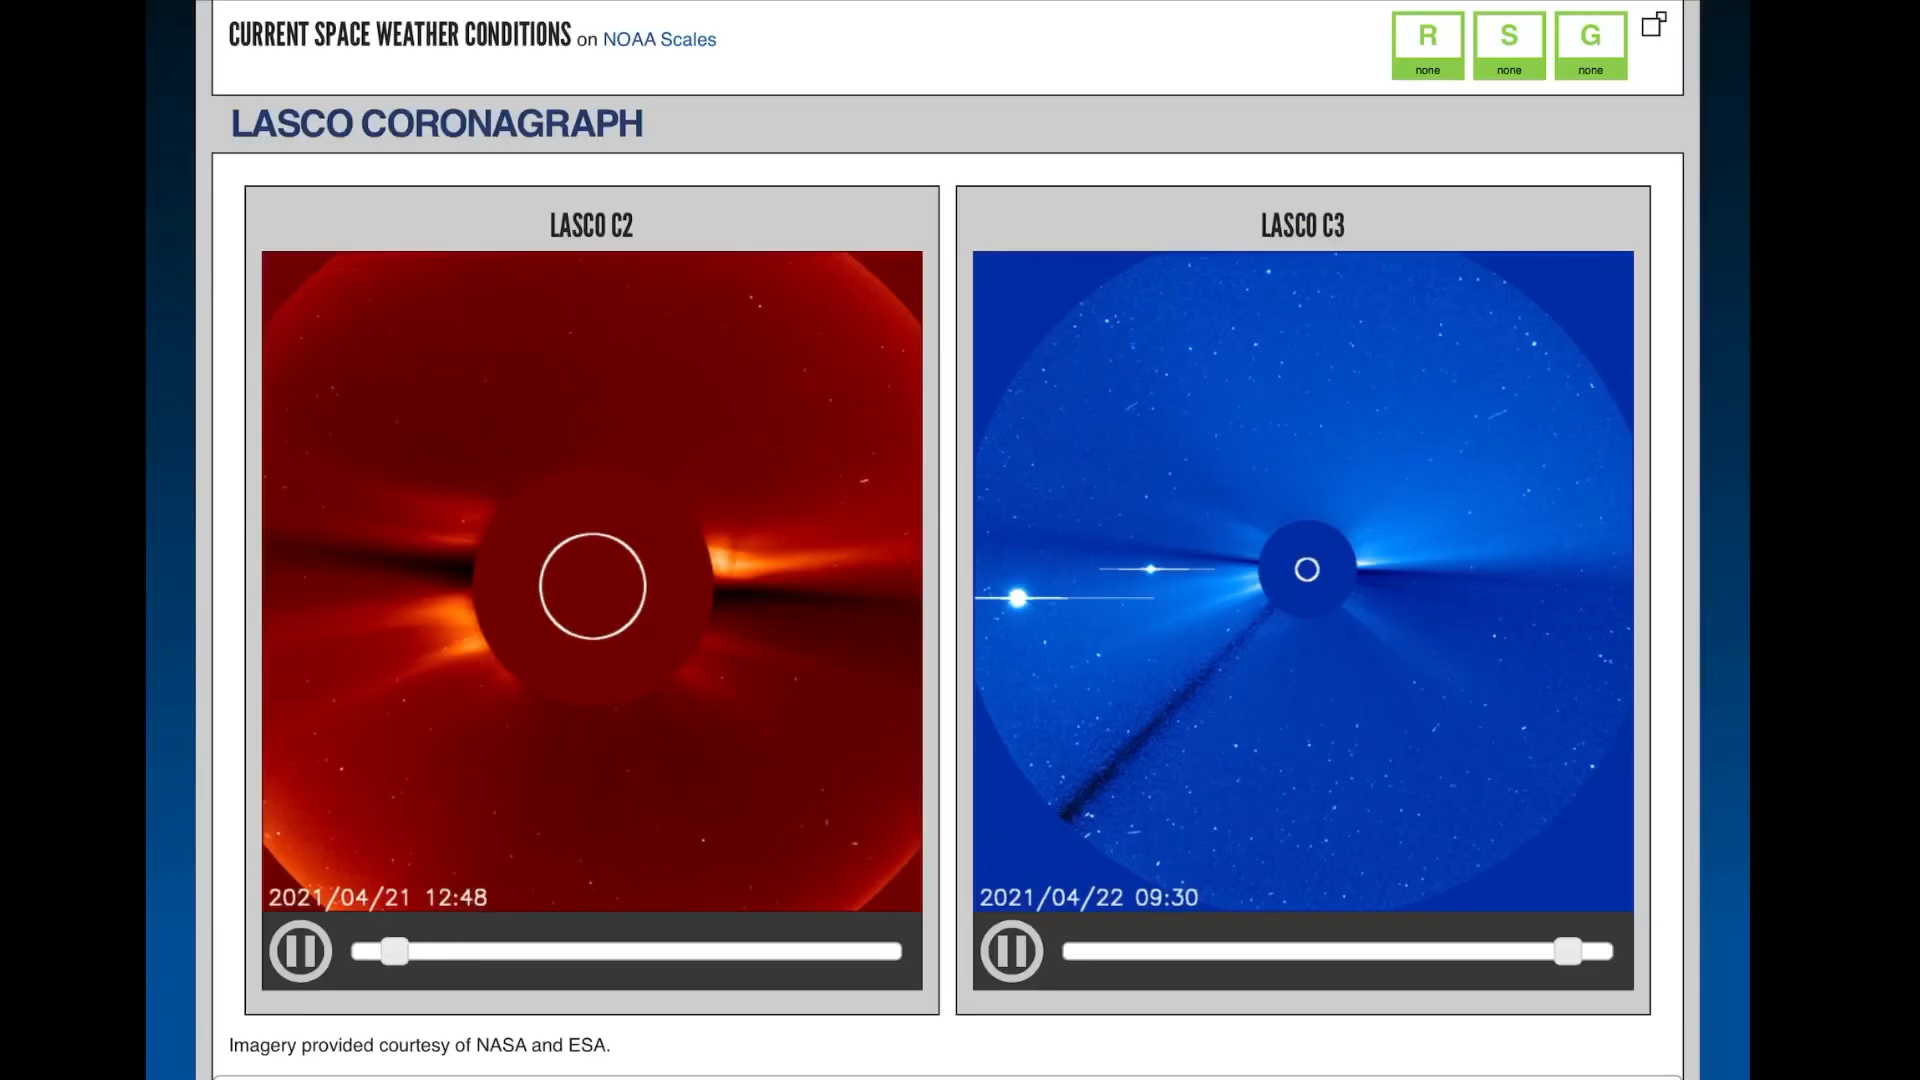 CURRENT SPACE WEATHER CONDITIONS on NOAA Scales
R S G
none none none
LASCO CORONAGRAPH
LASCO C2
LASCO C3
2021/04/21 12:48
2021/04/22 09:30
Imagery provided courtesy of NASA and ESA.